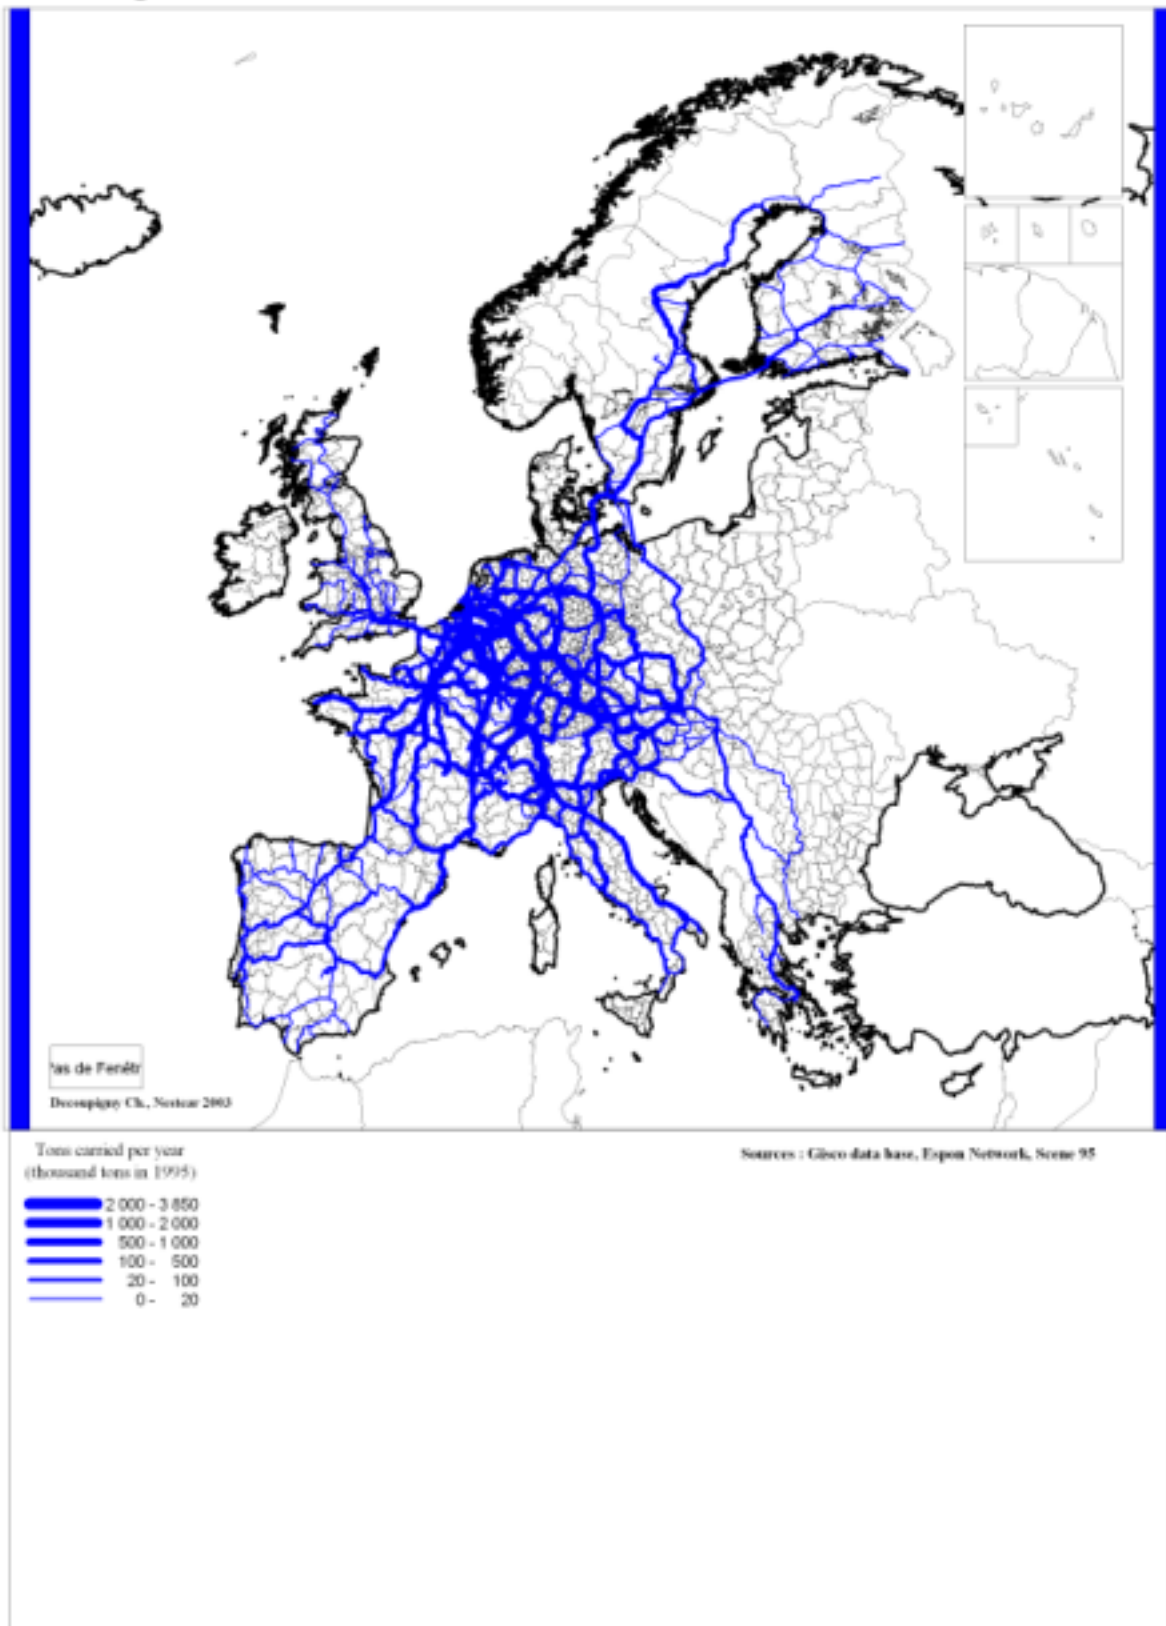 'as de Fenêtr
Decoupigny Ch., Nestear 2003
Tons carried per year
(thousand tons in 1995)
Sources : Gisco data base, Espon Network, Scene 95
2 000 - 3 850
1 000 - 2 000
500 - 1 000
100 - 500
20 - 100
0 - 20